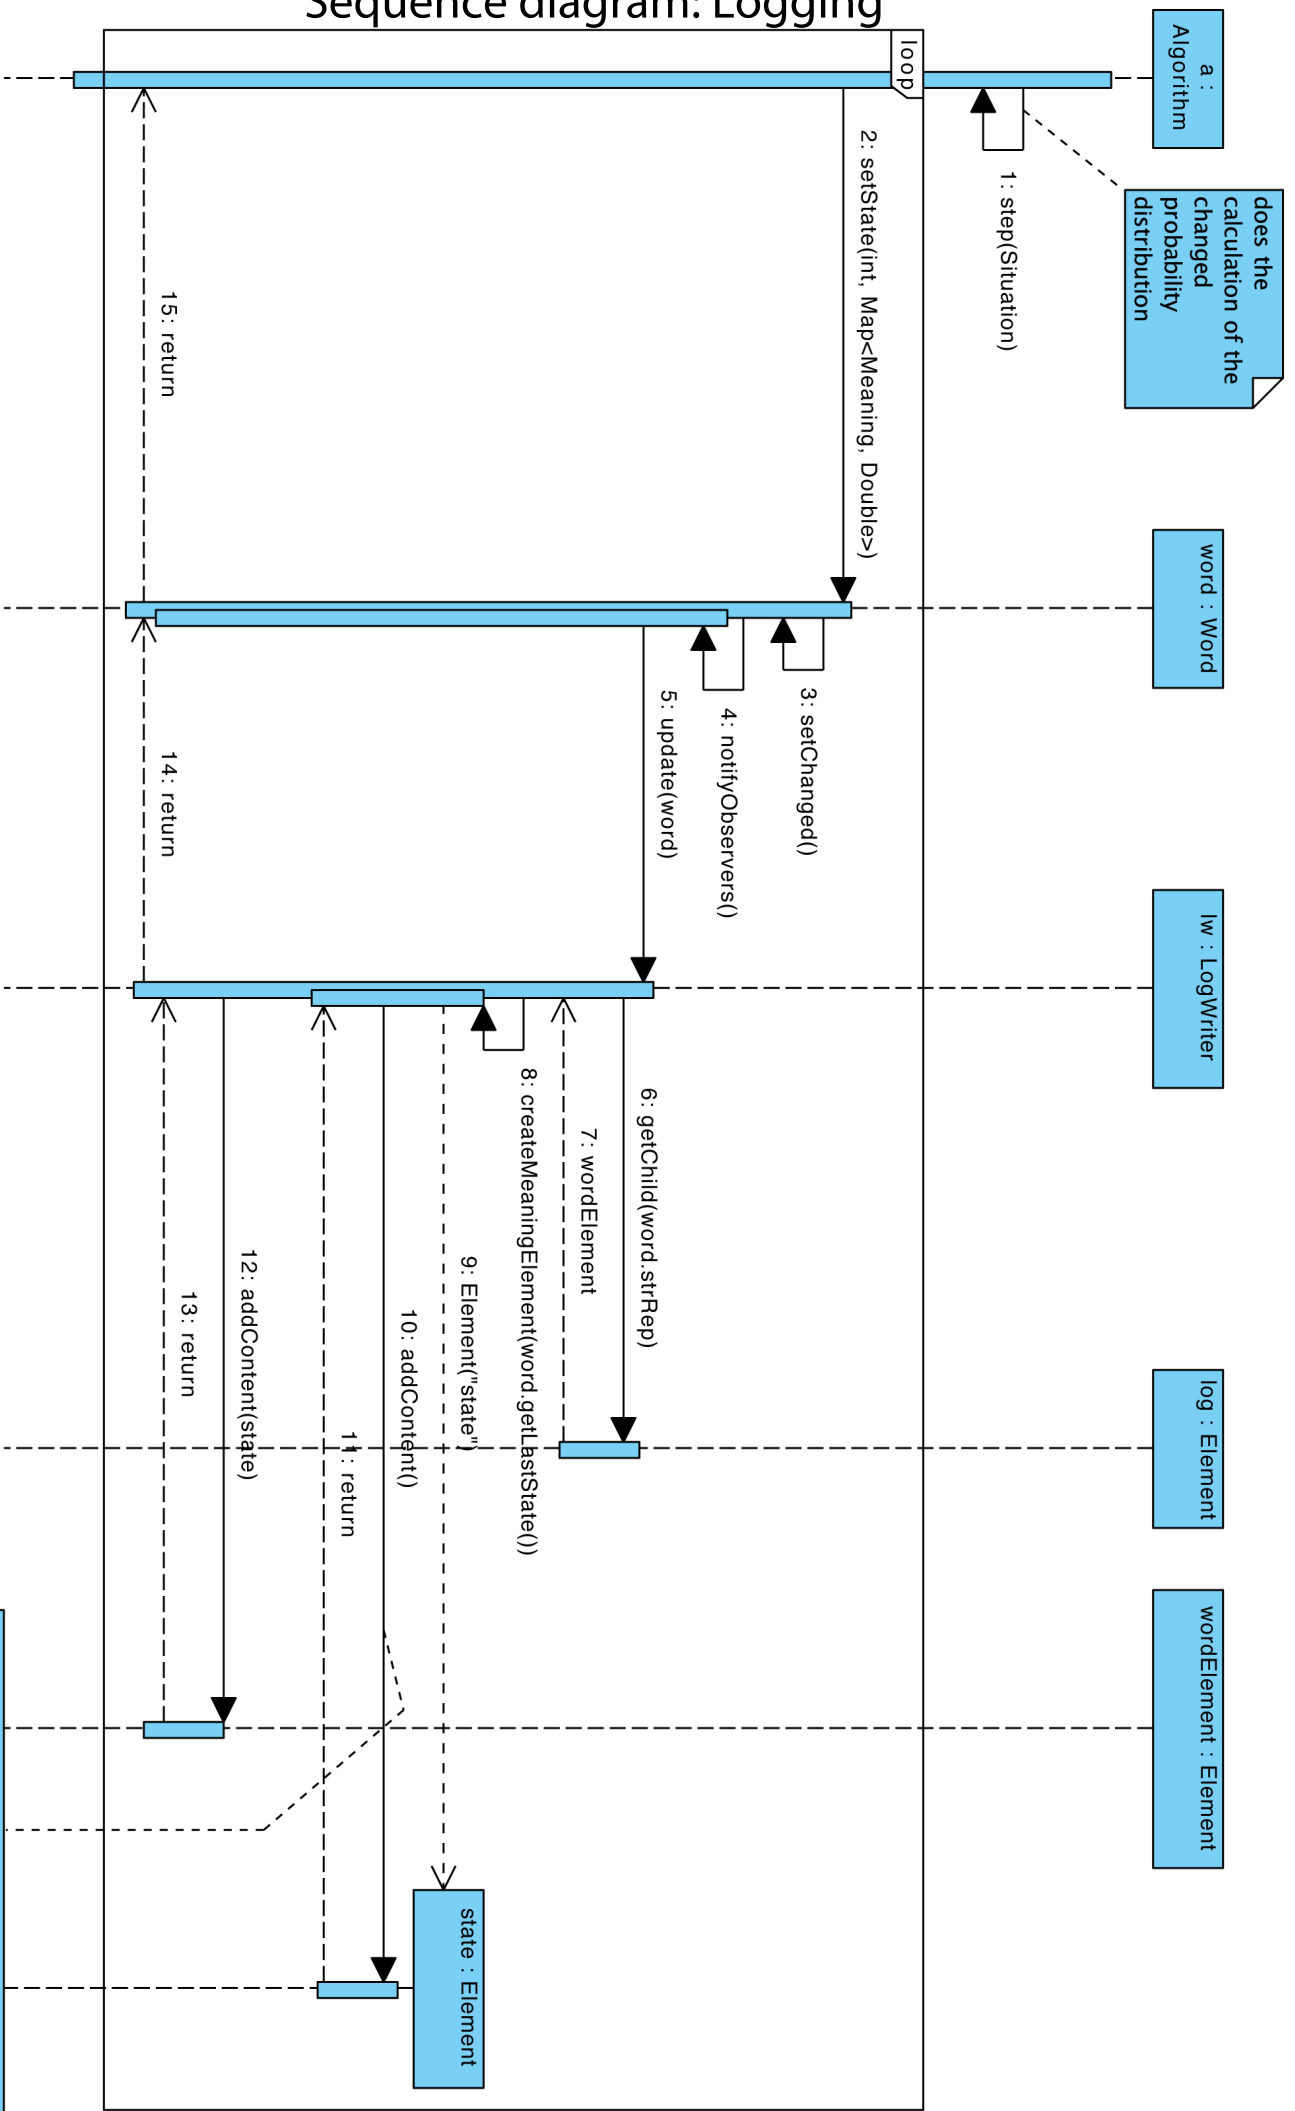 Sequence diagram: Logging
a :
Algorithm
does the
calculation of the
changed
probability
distribution
word : Word
lw : LogWriter
log : Element
wordElement : Element
loop
1: step(Situation)
2: setState(int, Map<Meaning, Double>)
3: setChanged()
4: notifyObservers()
5: update(word)
6: getChild(word.strRep)
7: wordElement
8: createMeaningElement(word.getLastState())
9: Element("state")
state : Element
10: addContent()
11: return
12: addContent(state)
13: return
14: return
15: return